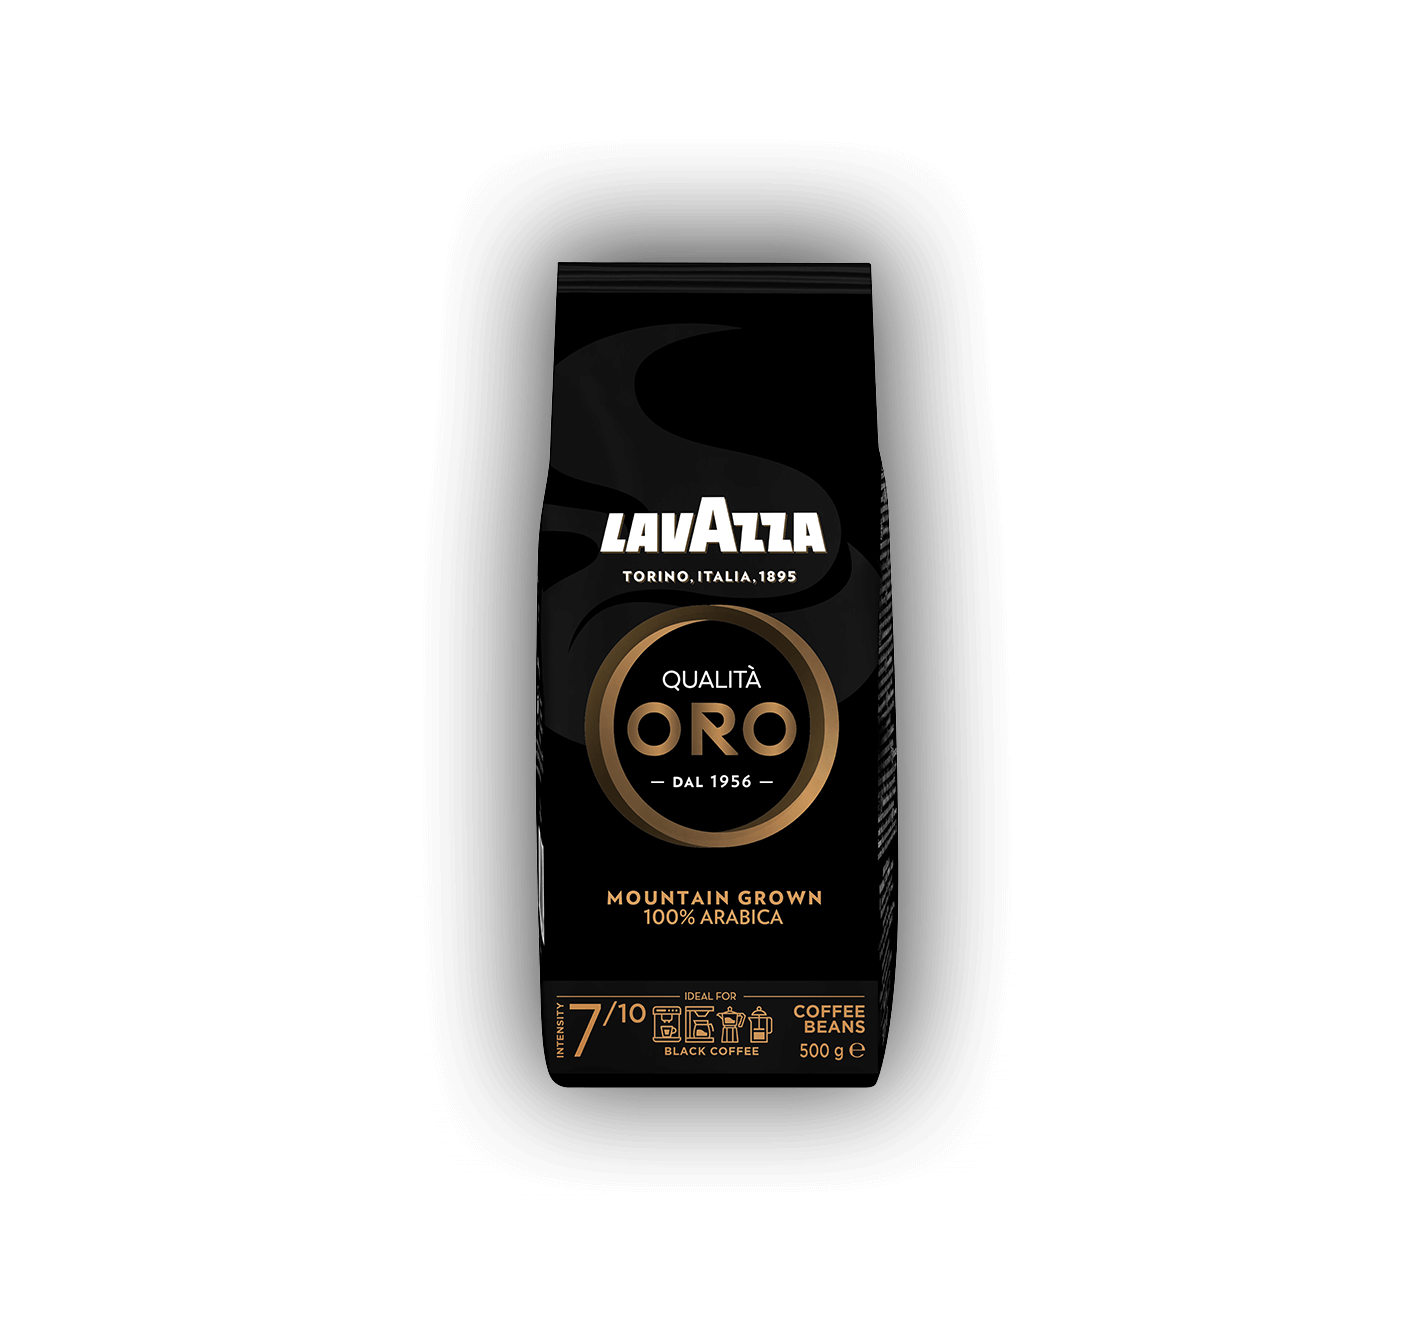 LAVAZZA
TORINO, ITALIA, 1895
QUALITÀ
ORO
– DAL 1956 –
MOUNTAIN GROWN
100% ARABICA
IDEAL FOR
INTENSITY
7/10
BLACK COFFEE
COFFEE
BEANS
500 g ℮